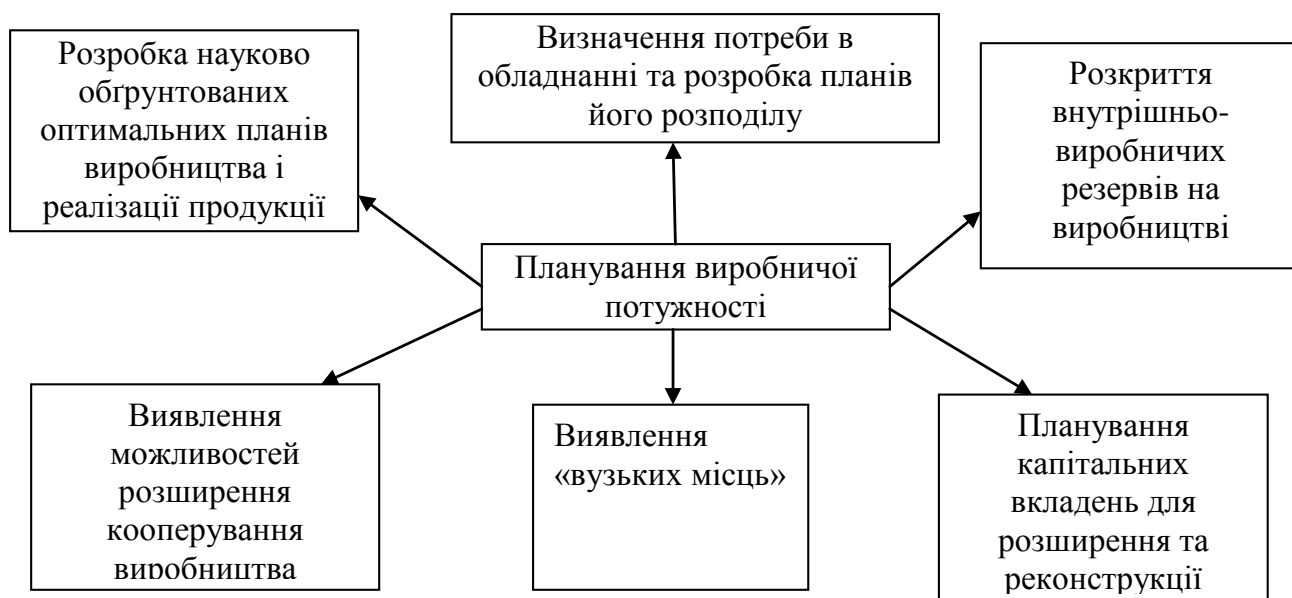 Розробка науково
обґрунтованих
оптимальних планів
виробництва і
реалізації продукції
Визначення потреби в
обладнанні та розробка планів
його розподілу
Розкриття
внутрішньо-
виробничих
резервів на
виробництві
Планування виробничої
потужності
Виявлення
можливостей
розширення
кооперування
виробництва
Виявлення
«вузьких місць»
Планування
капітальних
вкладень для
розширення та
реконструкції